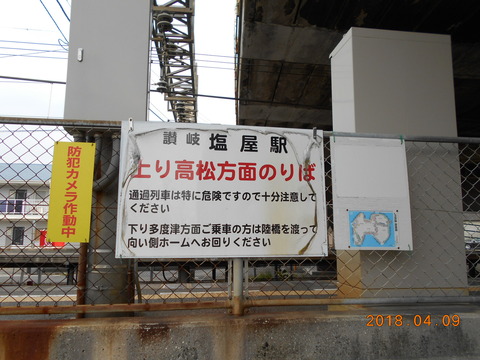 讃岐塩屋駅
上り高松方面のりば
通過列車は特に危険ですので十分注意して
ください
下り多度津方面ご乗車の方は陸橋を渡って
向い側ホームへお回りください
防犯カメラ作動中
2018.04.09